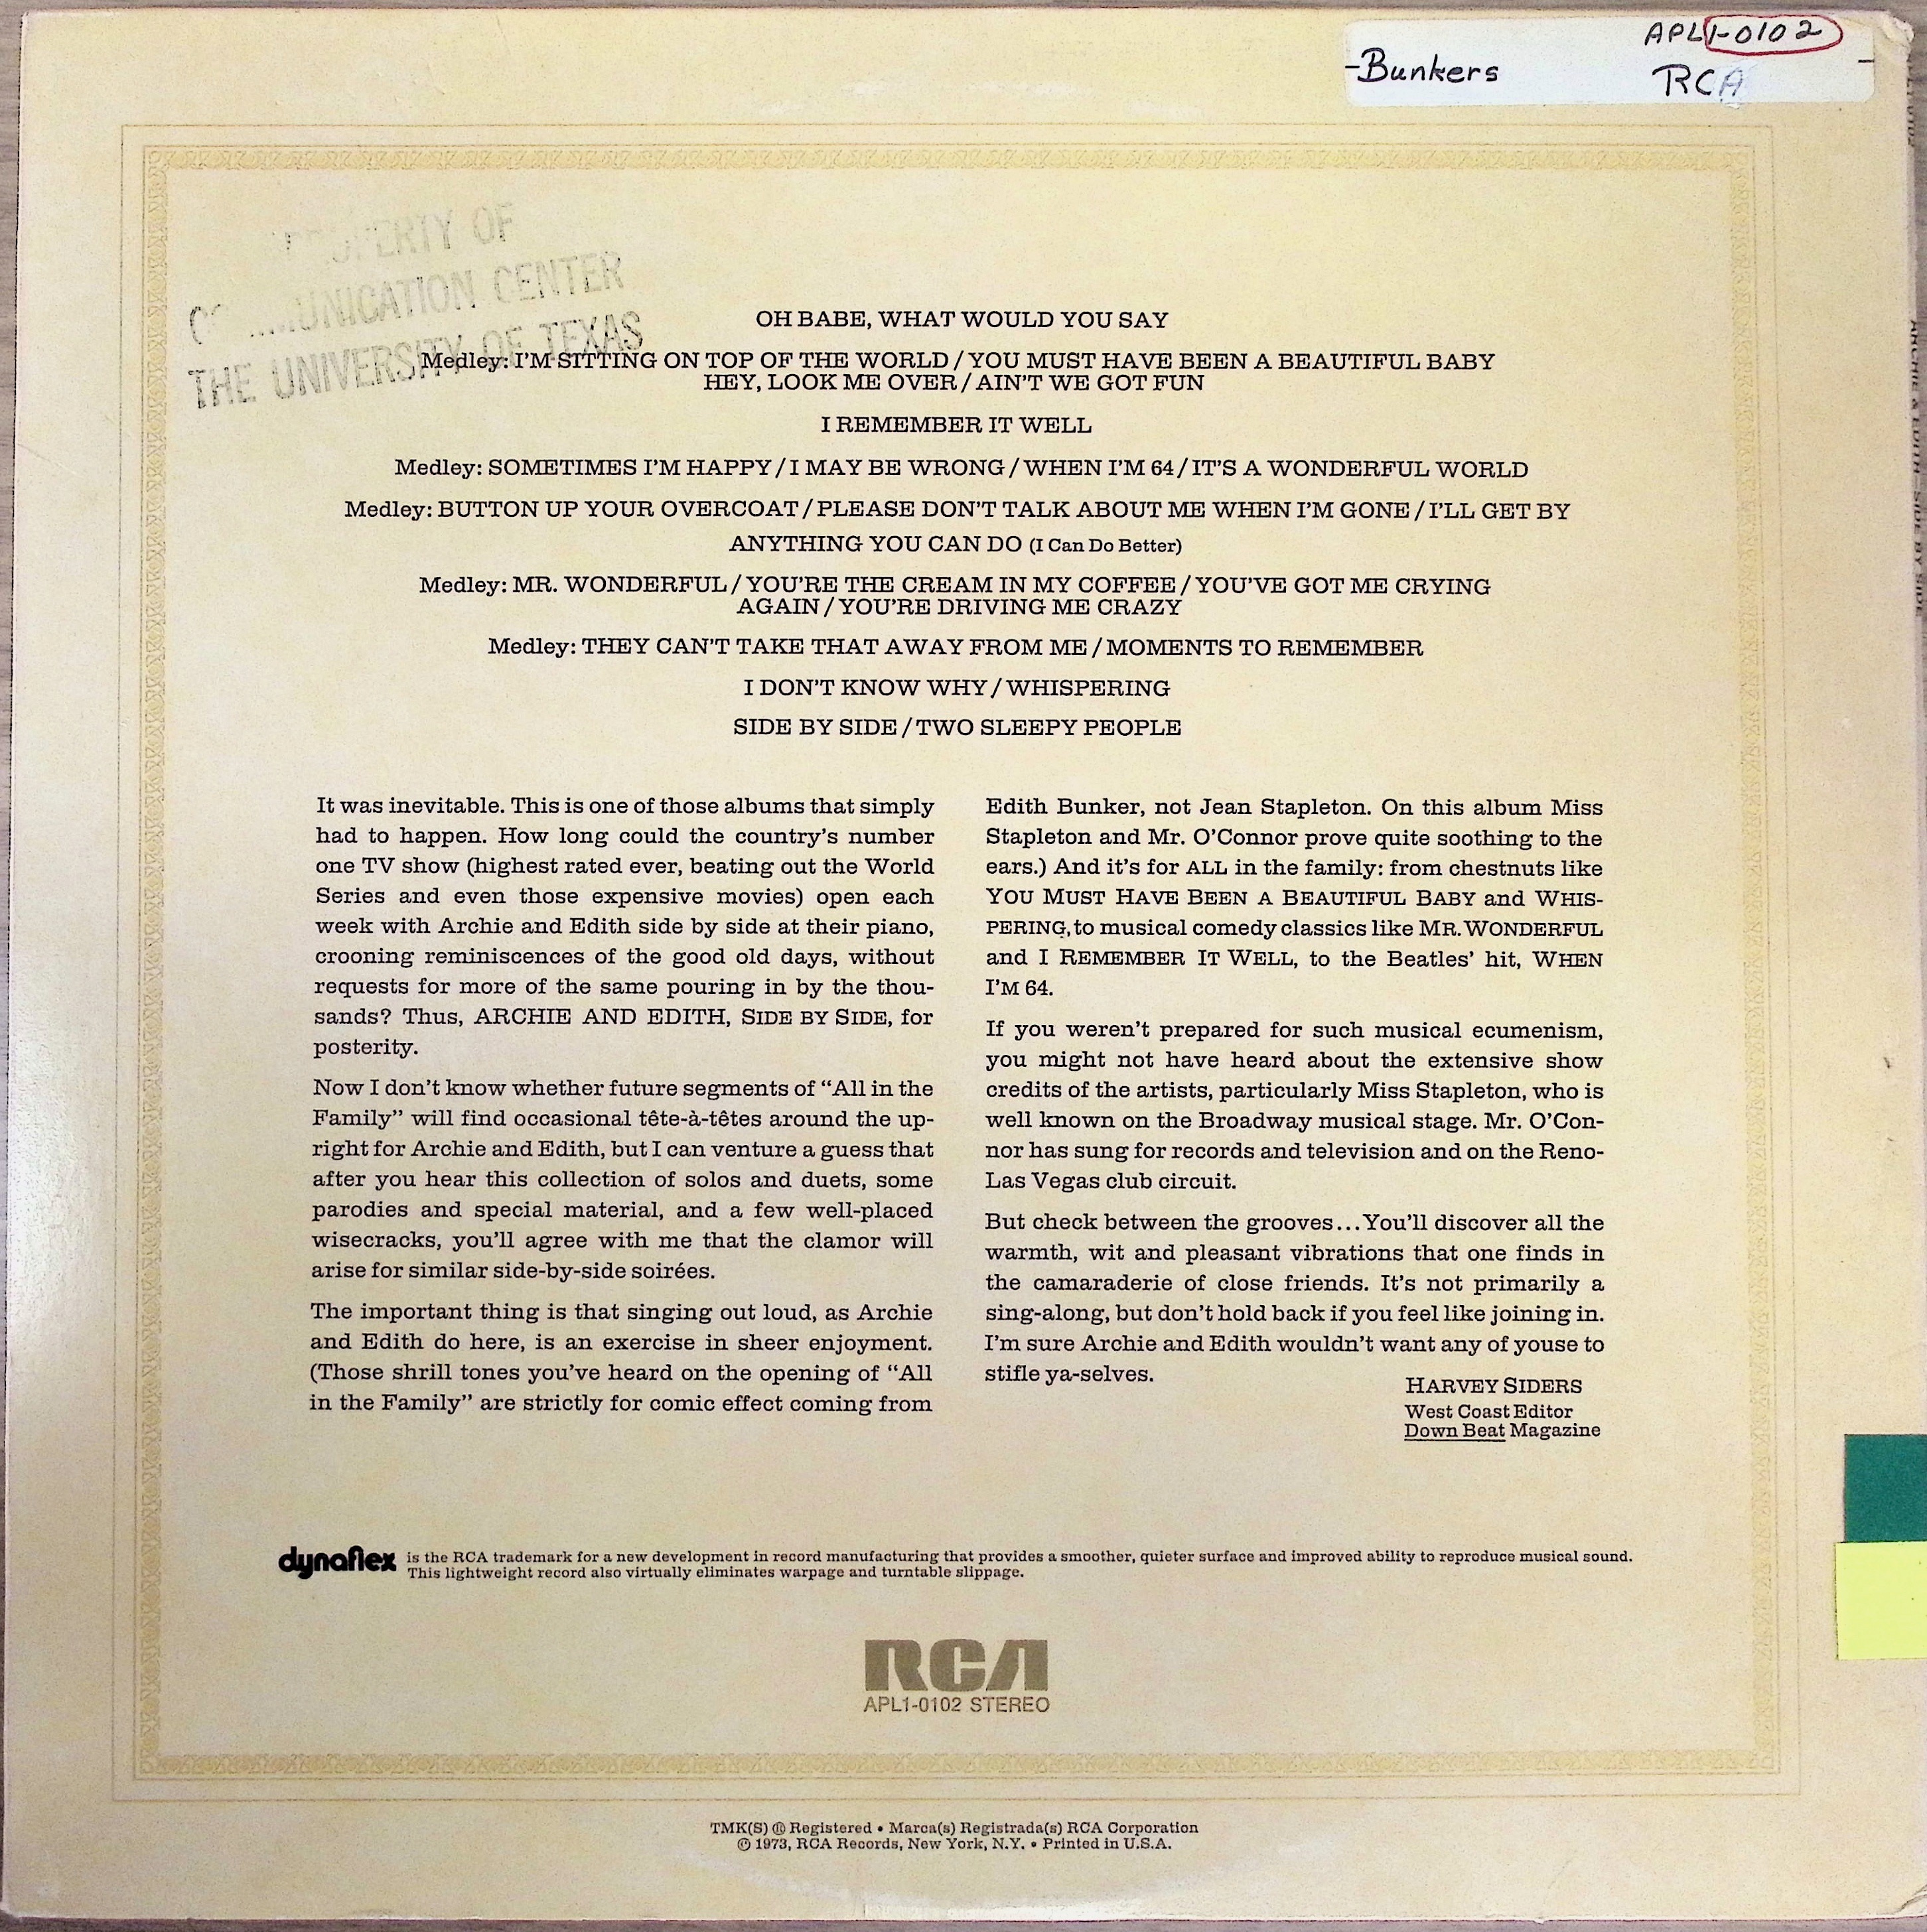 APL1-0102
-Bunkers -
RCA
PROPERTY OF
COMMUNICATION CENTER
THE UNIVERSITY OF TEXAS
OH BABE, WHAT WOULD YOU SAY
Medley: I'M SITTING ON TOP OF THE WORLD / YOU MUST HAVE BEEN A BEAUTIFUL BABY
HEY, LOOK ME OVER / AIN'T WE GOT FUN
I REMEMBER IT WELL
Medley: SOMETIMES I'M HAPPY / I MAY BE WRONG / WHEN I'M 64 / IT'S A WONDERFUL WORLD
Medley: BUTTON UP YOUR OVERCOAT / PLEASE DON'T TALK ABOUT ME WHEN I'M GONE / I'LL GET BY
ANYTHING YOU CAN DO (I Can Do Better)
Medley: MR. WONDERFUL / YOU'RE THE CREAM IN MY COFFEE / YOU'VE GOT ME CRYING
AGAIN / YOU'RE DRIVING ME CRAZY
Medley: THEY CAN'T TAKE THAT AWAY FROM ME / MOMENTS TO REMEMBER
I DON'T KNOW WHY / WHISPERING
SIDE BY SIDE / TWO SLEEPY PEOPLE
It was inevitable. This is one of those albums that simply
had to happen. How long could the country's number
one TV show (highest rated ever, beating out the World
Series and even those expensive movies) open each
week with Archie and Edith side by side at their piano,
crooning reminiscences of the good old days, without
requests for more of the same pouring in by the thou-
sands? Thus, ARCHIE AND EDITH, SIDE BY SIDE, for
posterity.
Now I don't know whether future segments of “All in the
Family” will find occasional tête-à-têtes around the up-
right for Archie and Edith, but I can venture a guess that
after you hear this collection of solos and duets, some
parodies and special material, and a few well-placed
wisecracks, you'll agree with me that the clamor will
arise for similar side-by-side soirées.
The important thing is that singing out loud, as Archie
and Edith do here, is an exercise in sheer enjoyment.
(Those shrill tones you've heard on the opening of “All
in the Family” are strictly for comic effect coming from
Edith Bunker, not Jean Stapleton. On this album Miss
Stapleton and Mr. O'Connor prove quite soothing to the
ears.) And it's for ALL in the family: from chestnuts like
YOU MUST HAVE BEEN A BEAUTIFUL BABY and WHIS-
PERING, to musical comedy classics like MR. WONDERFUL
and I REMEMBER IT WELL, to the Beatles' hit, WHEN
I'M 64.
If you weren't prepared for such musical ecumenism,
you might not have heard about the extensive show
credits of the artists, particularly Miss Stapleton, who is
well known on the Broadway musical stage. Mr. O'Con-
nor has sung for records and television and on the Reno-
Las Vegas club circuit.
But check between the grooves...You'll discover all the
warmth, wit and pleasant vibrations that one finds in
the camaraderie of close friends. It's not primarily a
sing-along, but don't hold back if you feel like joining in.
I'm sure Archie and Edith wouldn't want any of youse to
stifle ya-selves.
HARVEY SIDERS
West Coast Editor
Down Beat Magazine
dynaflex is the RCA trademark for a new development in record manufacturing that provides a smoother, quieter surface and improved ability to reproduce musical sound.
This lightweight record also virtually eliminates warpage and turntable slippage.
RCA
APL1-0102 STEREO
TMK(S) ® Registered • Marca(s) Registrada(s) RCA Corporation
© 1973, RCA Records, New York, N.Y. • Printed in U.S.A.
ARCHIE & EDITH—SIDE BY SIDE